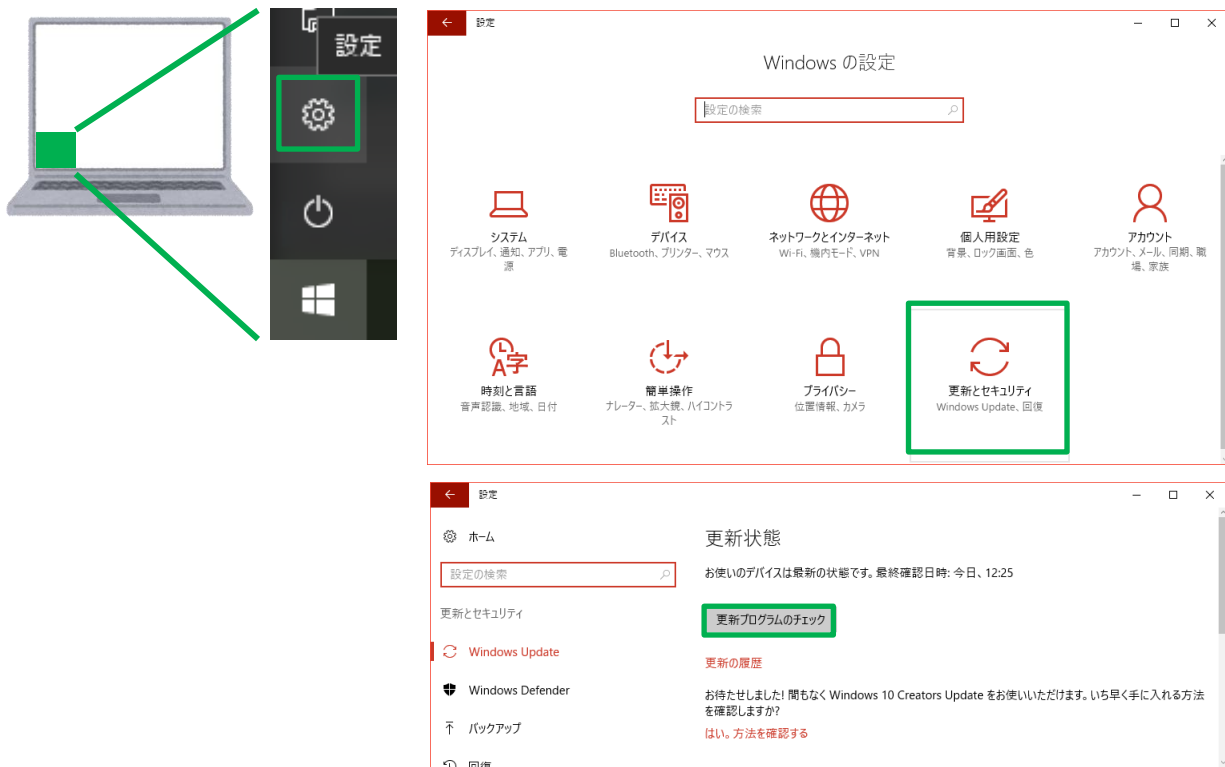 設定
設定
Windows の設定
設定の検索
システム
ディスプレイ、通知、アプリ、電
源
デバイス
Bluetooth、プリンター、マウス
ネットワークとインターネット
Wi-Fi、機内モード、VPN
個人用設定
背景、ロック画面、色
アカウント
アカウント、メール、同期、職
場、家族
時刻と言語
音声認識、地域、日付
簡単操作
ナレーター、拡大鏡、ハイコントラ
スト
プライバシー
位置情報、カメラ
更新とセキュリティ
Windows Update、回復
設定
ホーム
設定の検索
更新とセキュリティ
Windows Update
Windows Defender
バックアップ
回復
更新状態
お使いのデバイスは最新の状態です。最終確認日時: 今日、12:25
更新プログラムのチェック
更新の履歴
お待たせしました! 間もなく Windows 10 Creators Update をお使いいただけます。いち早く手に入れる方法
を確認しますか?
はい。方法を確認する